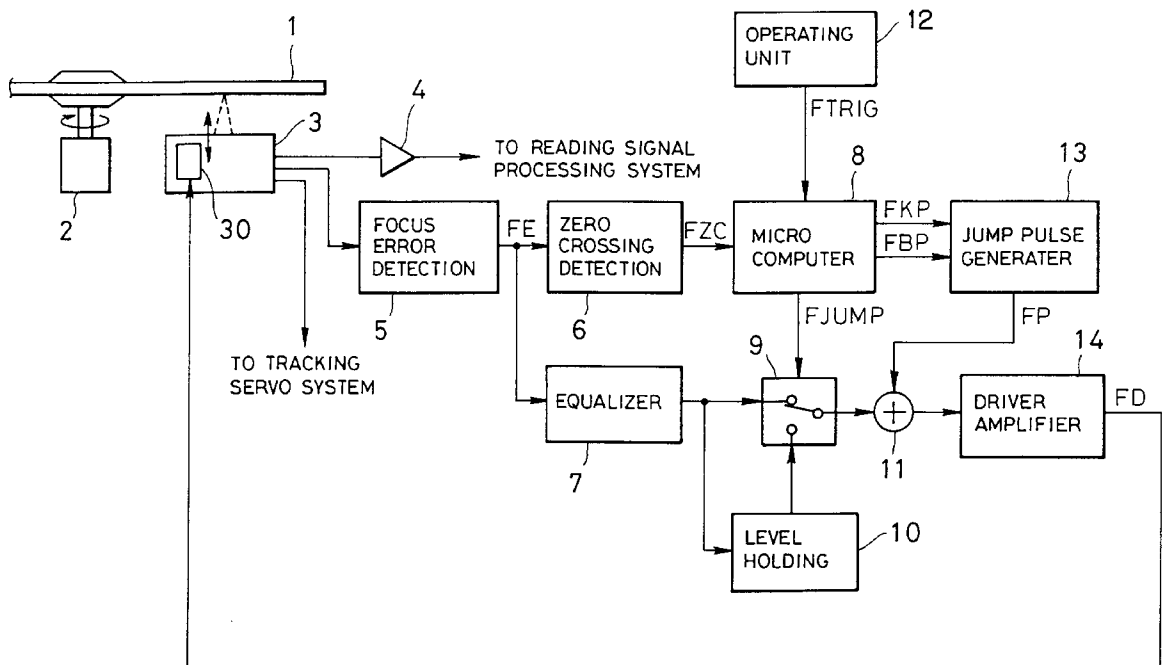 1
2
3
30
4
TO READING SIGNAL
PROCESSING SYSTEM
OPERATING
UNIT
12
FTRIG
FOCUS
ERROR
DETECTION
5
FE
ZERO
CROSSING
DETECTION
6
FZC
MICRO
COMPUTER
8
FKP
FBP
JUMP PULSE
GENERATER
13
FJUMP
FP
TO TRACKING
SERVO SYSTEM
EQUALIZER
7
9
11
DRIVER
AMPLIFIER
14
FD
LEVEL
HOLDING
10